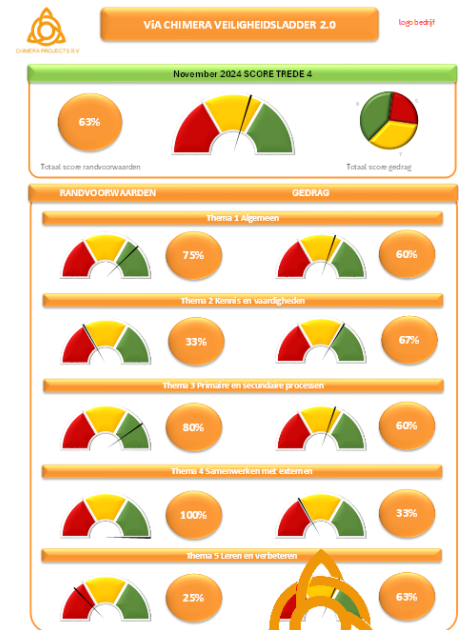 ViA CHIMERA VEILIGHEIDSLADDER 2.0
logo bedrijf
CHIMERA PROJECTS B.V
November 2024 SCORE TREDE 4
63%
Totaal score randvoorwaarden
Totaal score gedrag
7
RANDVOORWAARDEN GEDRAG
Thema 1 Algemeen
75% 60%
Thema 2 Kennis en vaardigheden
33% 67%
Thema 3 Primaire en secundaire processen
80% 60%
Thema 4 Samenwerken met externen
100% 33%
Thema 5 Leren en verbeteren
25% 63%